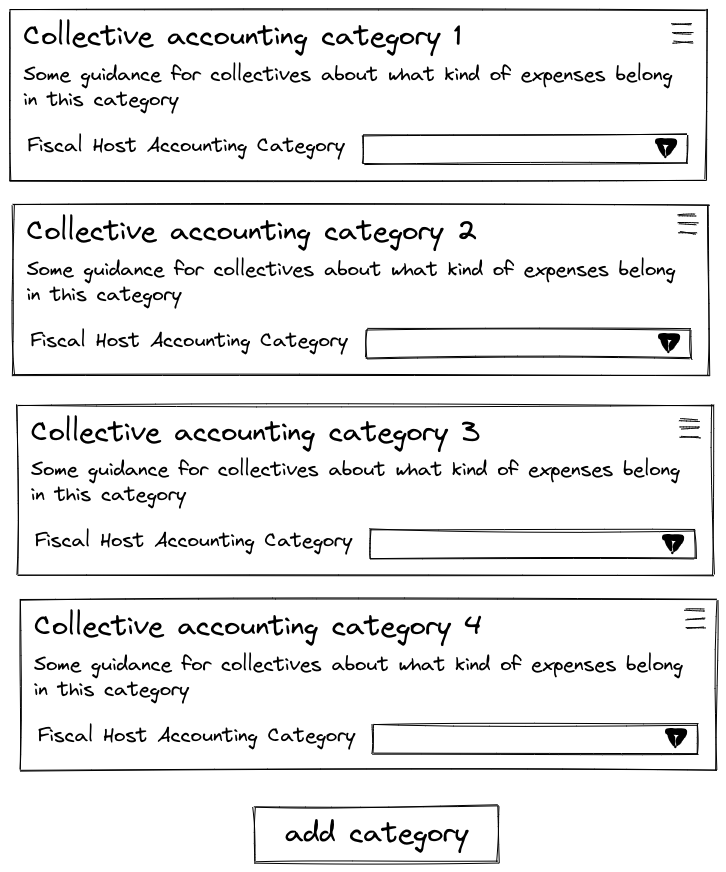 Collective accounting category 1
Some guidance for collectives about what kind of expenses belong
in this category
Fiscal Host Accounting Category
Collective accounting category 2
Some guidance for collectives about what kind of expenses belong
in this category
Fiscal Host Accounting Category
Collective accounting category 3
Some guidance for collectives about what kind of expenses belong
in this category
Fiscal Host Accounting Category
Collective accounting category 4
Some guidance for collectives about what kind of expenses belong
in this category
Fiscal Host Accounting Category
add category